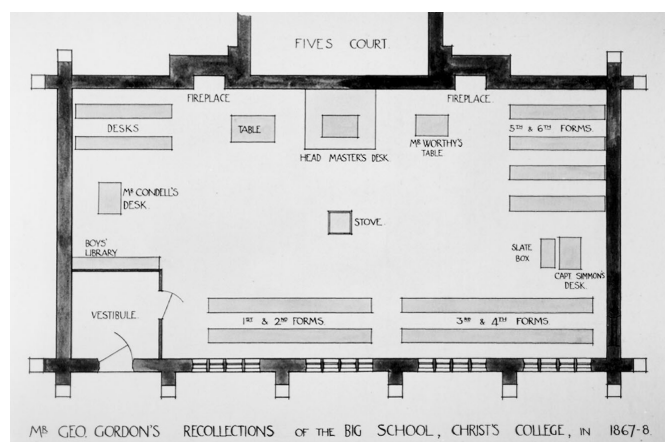 FIVES COURT.
FIREPLACE
FIREPLACE.
DESKS
TABLE
HEAD MASTER'S DESK
MR WORTHY'S
TABLE.
5TH & 6TH FORMS.
MR CONDELL'S
DESK.
STOVE.
BOYS'
LIBRARY
SLATE
BOX
CAPT SIMMON'S
DESK.
VESTIBULE.
1ST & 2ND FORMS.
3RD & 4TH FORMS.
MR GEO. GORDON'S RECOLLECTIONS OF THE BIG SCHOOL, CHRIST'S COLLEGE, IN 1867-8.